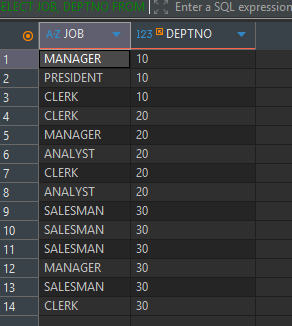 SELECT JOB, DEPTNO FROM Enter a SQL expression
AZ JOB 123 DEPTNO
1 MANAGER 10
2 PRESIDENT 10
3 CLERK 10
4 CLERK 20
5 MANAGER 20
6 ANALYST 20
7 CLERK 20
8 ANALYST 20
9 SALESMAN 30
10 SALESMAN 30
11 SALESMAN 30
12 MANAGER 30
13 SALESMAN 30
14 CLERK 30